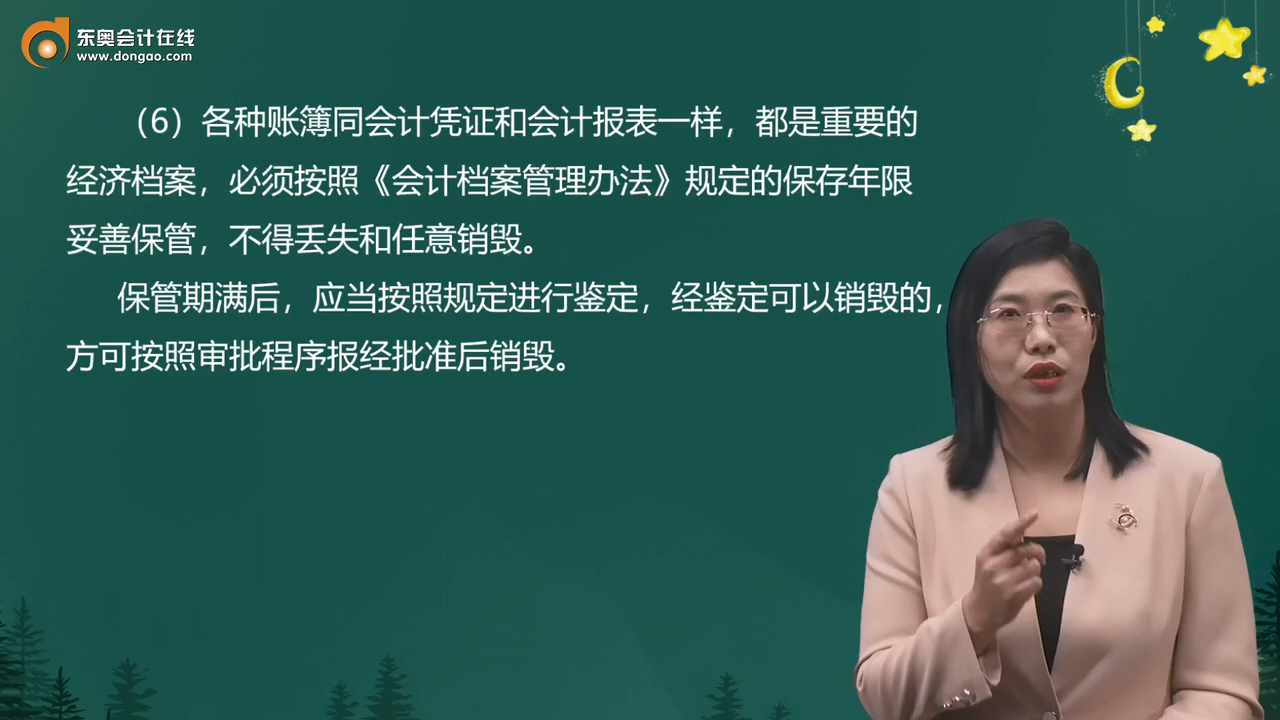 东奥会计在线
www.dongao.com
（6）各种账簿同会计凭证和会计报表一样，都是重要的
经济档案，必须按照《会计档案管理办法》规定的保存年限
妥善保管，不得丢失和任意销毁。
保管期满后，应当按照规定进行鉴定，经鉴定可以销毁的，
方可按照审批程序报经批准后销毁。